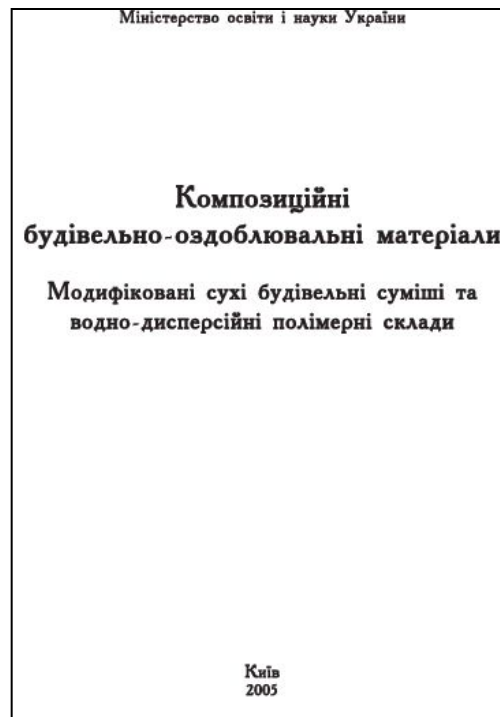 Міністерство освіти і науки України
Композиційні
будівельно-оздоблювальні матеріали
Модифіковані сухі будівельні суміші та
водно-дисперсійні полімерні склади
Київ
2005